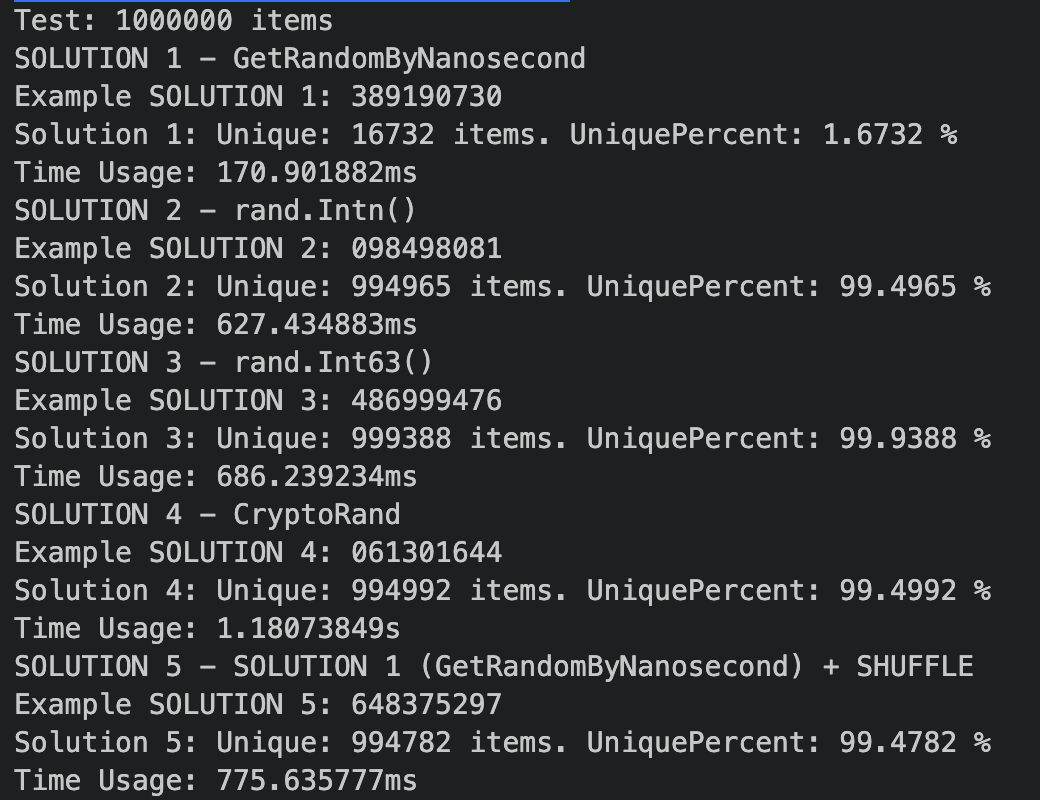 Test: 1000000 items
SOLUTION 1 – GetRandomByNanosecond
Example SOLUTION 1: 389190730
Solution 1: Unique: 16732 items. UniquePercent: 1.6732 %
Time Usage: 170.901882ms
SOLUTION 2 – rand.Intn()
Example SOLUTION 2: 098498081
Solution 2: Unique: 994965 items. UniquePercent: 99.4965 %
Time Usage: 627.434883ms
SOLUTION 3 – rand.Int63()
Example SOLUTION 3: 486999476
Solution 3: Unique: 999388 items. UniquePercent: 99.9388 %
Time Usage: 686.239234ms
SOLUTION 4 – CryptoRand
Example SOLUTION 4: 061301644
Solution 4: Unique: 994992 items. UniquePercent: 99.4992 %
Time Usage: 1.18073849s
SOLUTION 5 – SOLUTION 1 (GetRandomByNanosecond) + SHUFFLE
Example SOLUTION 5: 648375297
Solution 5: Unique: 994782 items. UniquePercent: 99.4782 %
Time Usage: 775.635777ms